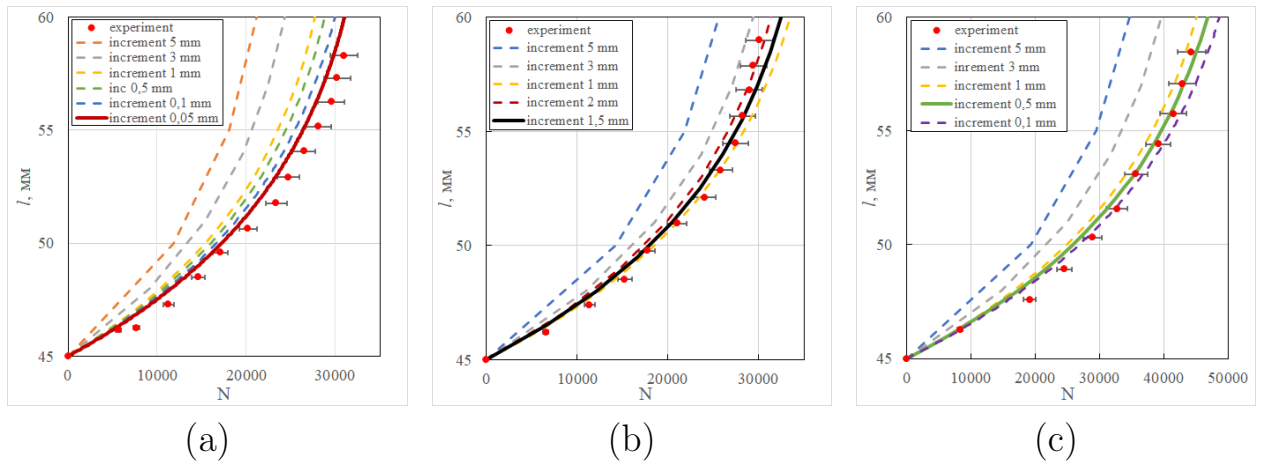 60
55
50
45
l, мм
0
10000
20000
30000
N
experiment
increment 5 mm
increment 3 mm
increment 1 mm
inc 0,5 mm
increment 0,1 mm
increment 0,05 mm
(a)
60
55
50
45
l, мм
0
10000
20000
30000
N
experiment
increment 5 mm
increment 3 mm
increment 1 mm
increment 2 mm
increment 1,5 mm
(b)
60
55
50
45
l, мм
0
10000
20000
30000
40000
50000
N
experiment
increment 5 mm
irement 3 mm
increment 1 mm
increment 0,5 mm
increment 0,1 mm
(c)